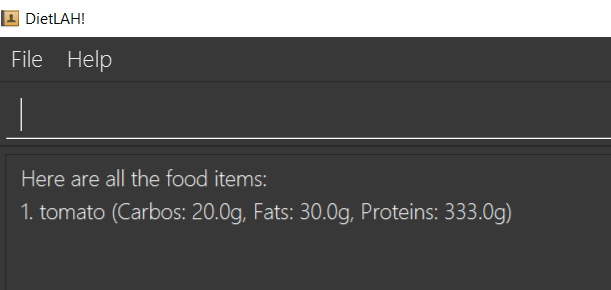 DietLAH!
File Help
Here are all the food items:
1. tomato (Carbos: 20.0g, Fats: 30.0g, Proteins: 333.0g)